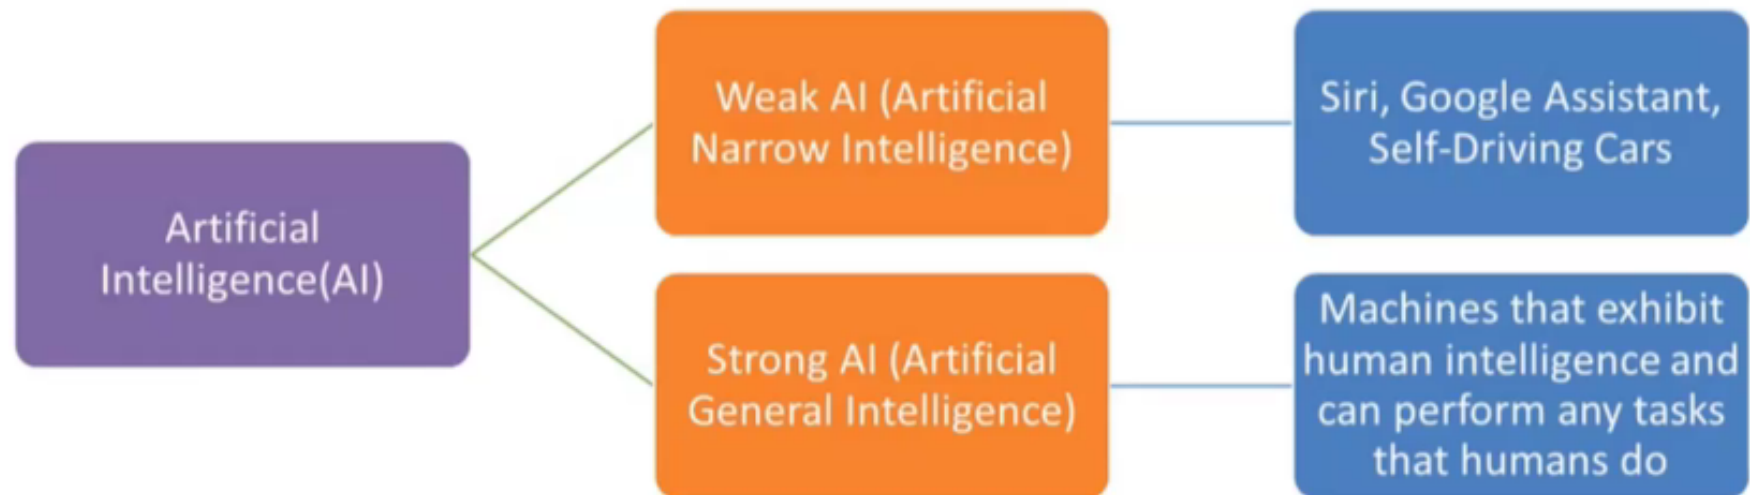 Artificial
Intelligence(AI)
Weak AI (Artificial
Narrow Intelligence)
Siri, Google Assistant,
Self-Driving Cars
Strong AI (Artificial
General Intelligence)
Machines that exhibit
human intelligence and
can perform any tasks
that humans do